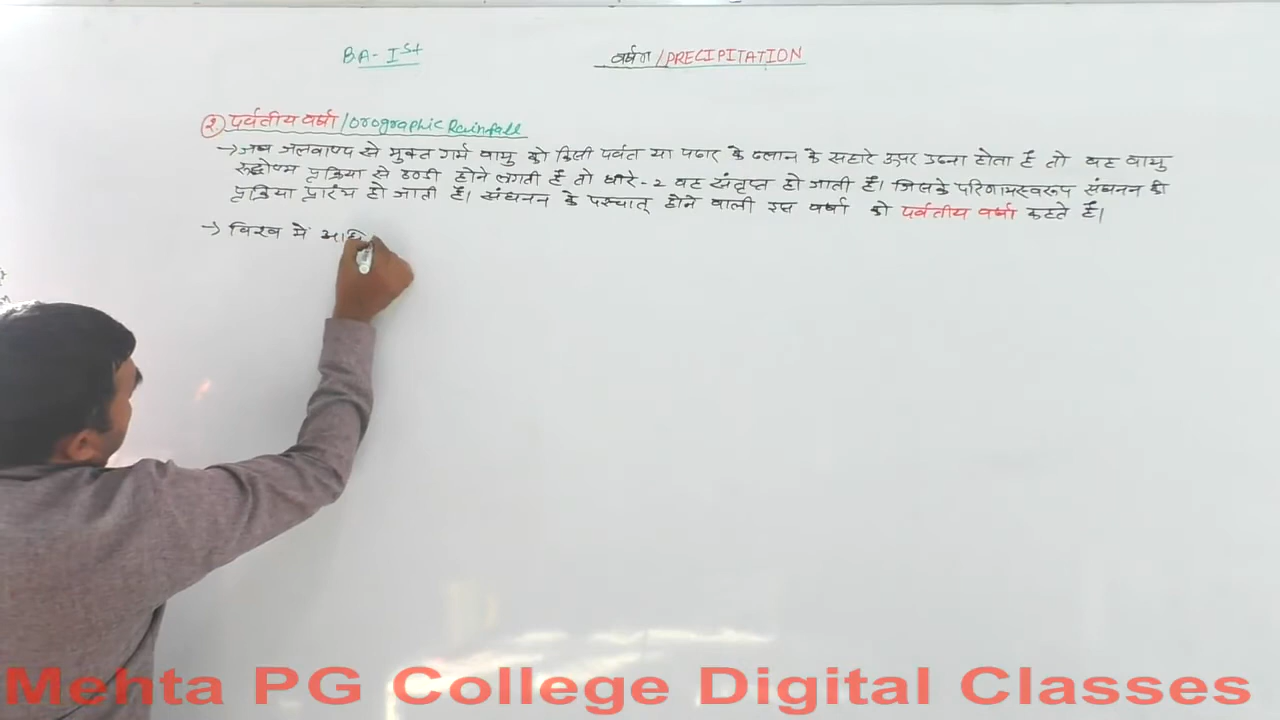 BA-Ist
वर्षण/PRECIPITATION
2. पर्वतीय वर्षा/Orographic Rainfall
→ जब जलवाष्प से युक्त गर्म वायु को किसी पर्वत या पठार के ढलान के सहारे ऊपर उठना होता है तो वह वायु
रुद्धोष्म प्रक्रिया से ठण्डी होने लगती है तो धीरे-2 वह संतृप्त हो जाती है। जिसके परिणामस्वरूप संघनन की
प्रक्रिया प्रारंभ हो जाती है। संघनन के पश्चात् होने वाली इस वर्षा को पर्वतीय वर्षा कहते है।
→ विश्व में
Mehta PG College Digital Classes